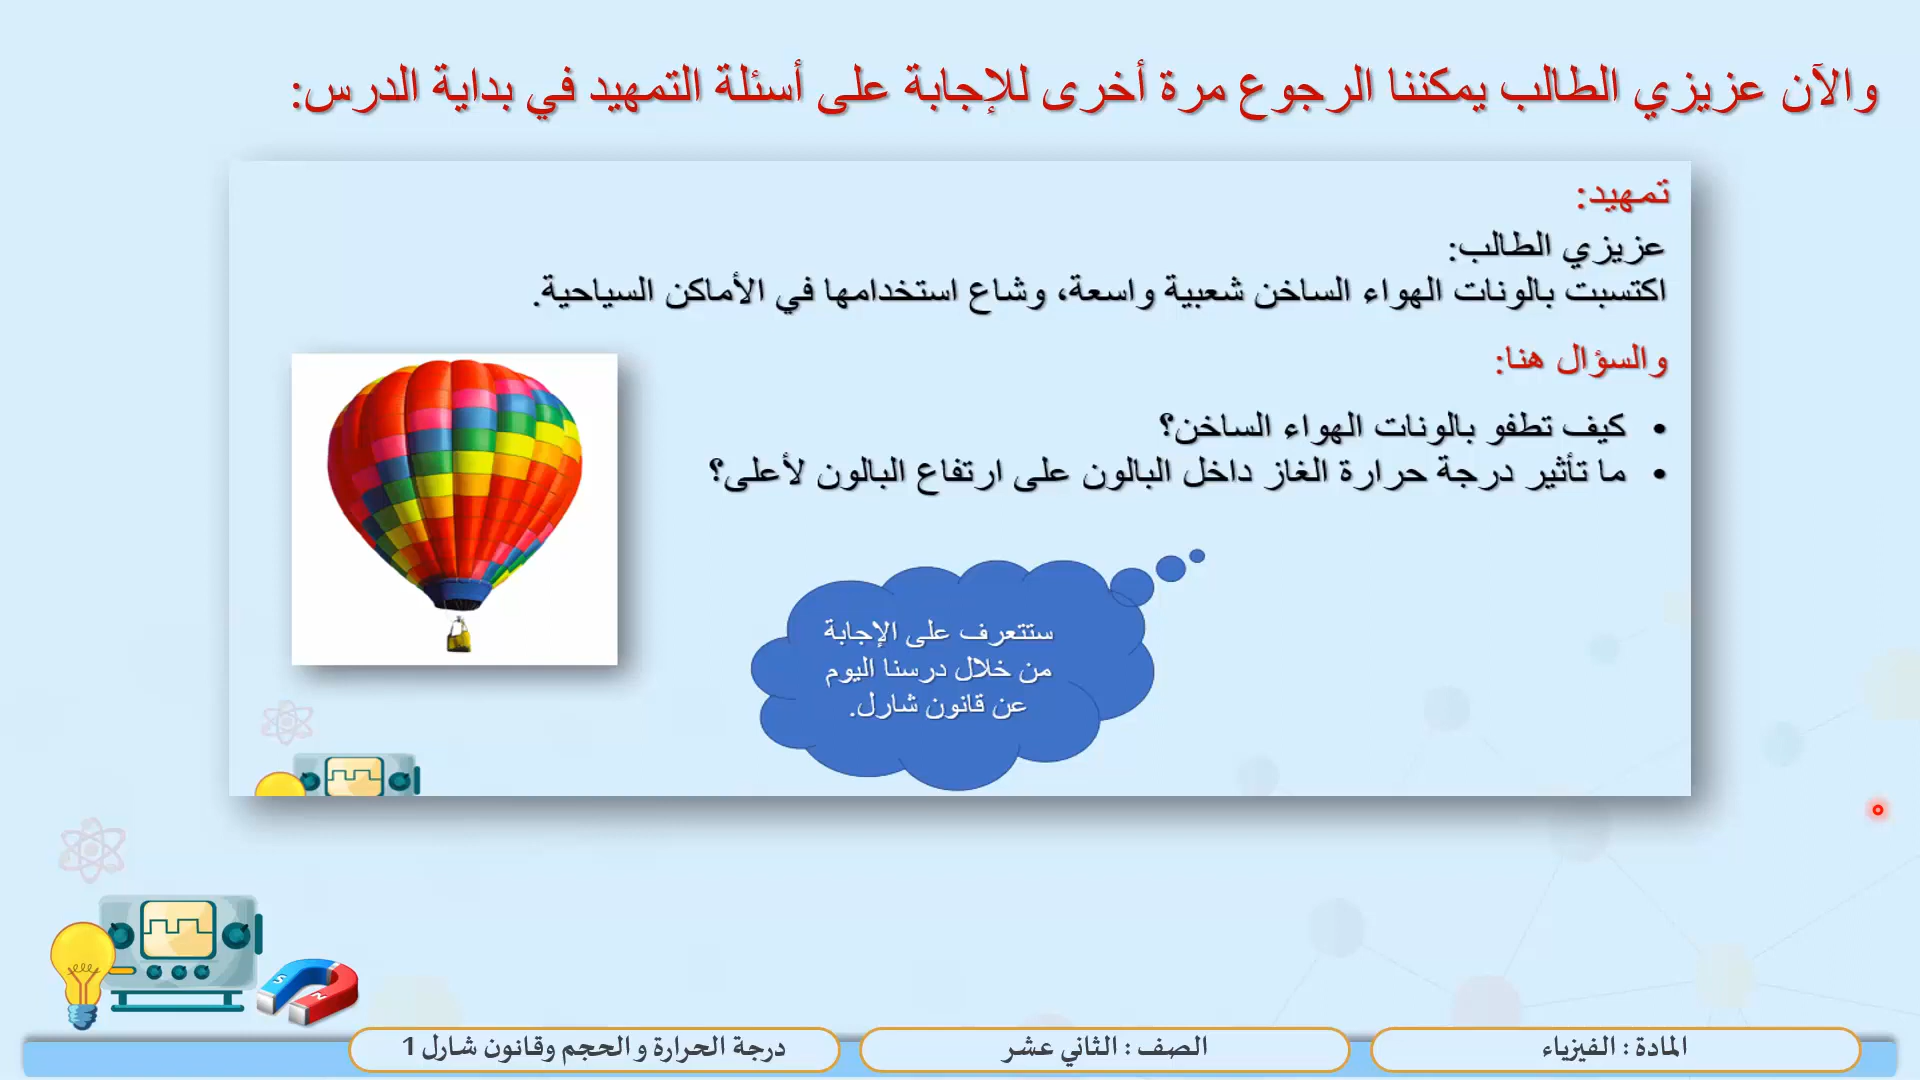 والآن عزيزي الطالب يمكننا الرجوع مرة أخرى للإجابة على أسئلة التمهيد في بداية الدرس:
تمهيد:
عزيزي الطالب:
اكتسبت بالونات الهواء الساخن شعبية واسعة، وشاع استخدامها في الأماكن السياحية.
والسؤال هنا:
• كيف تطفو بالونات الهواء الساخن؟
• ما تأثير درجة حرارة الغاز داخل البالون على ارتفاع البالون لأعلى؟
ستتعرف على الإجابة
من خلال درسنا اليوم
عن قانون شارل.
S
N
المادة : الفيزياء
الصف : الثاني عشر
درجة الحرارة و الحجم وقانون شارل 1